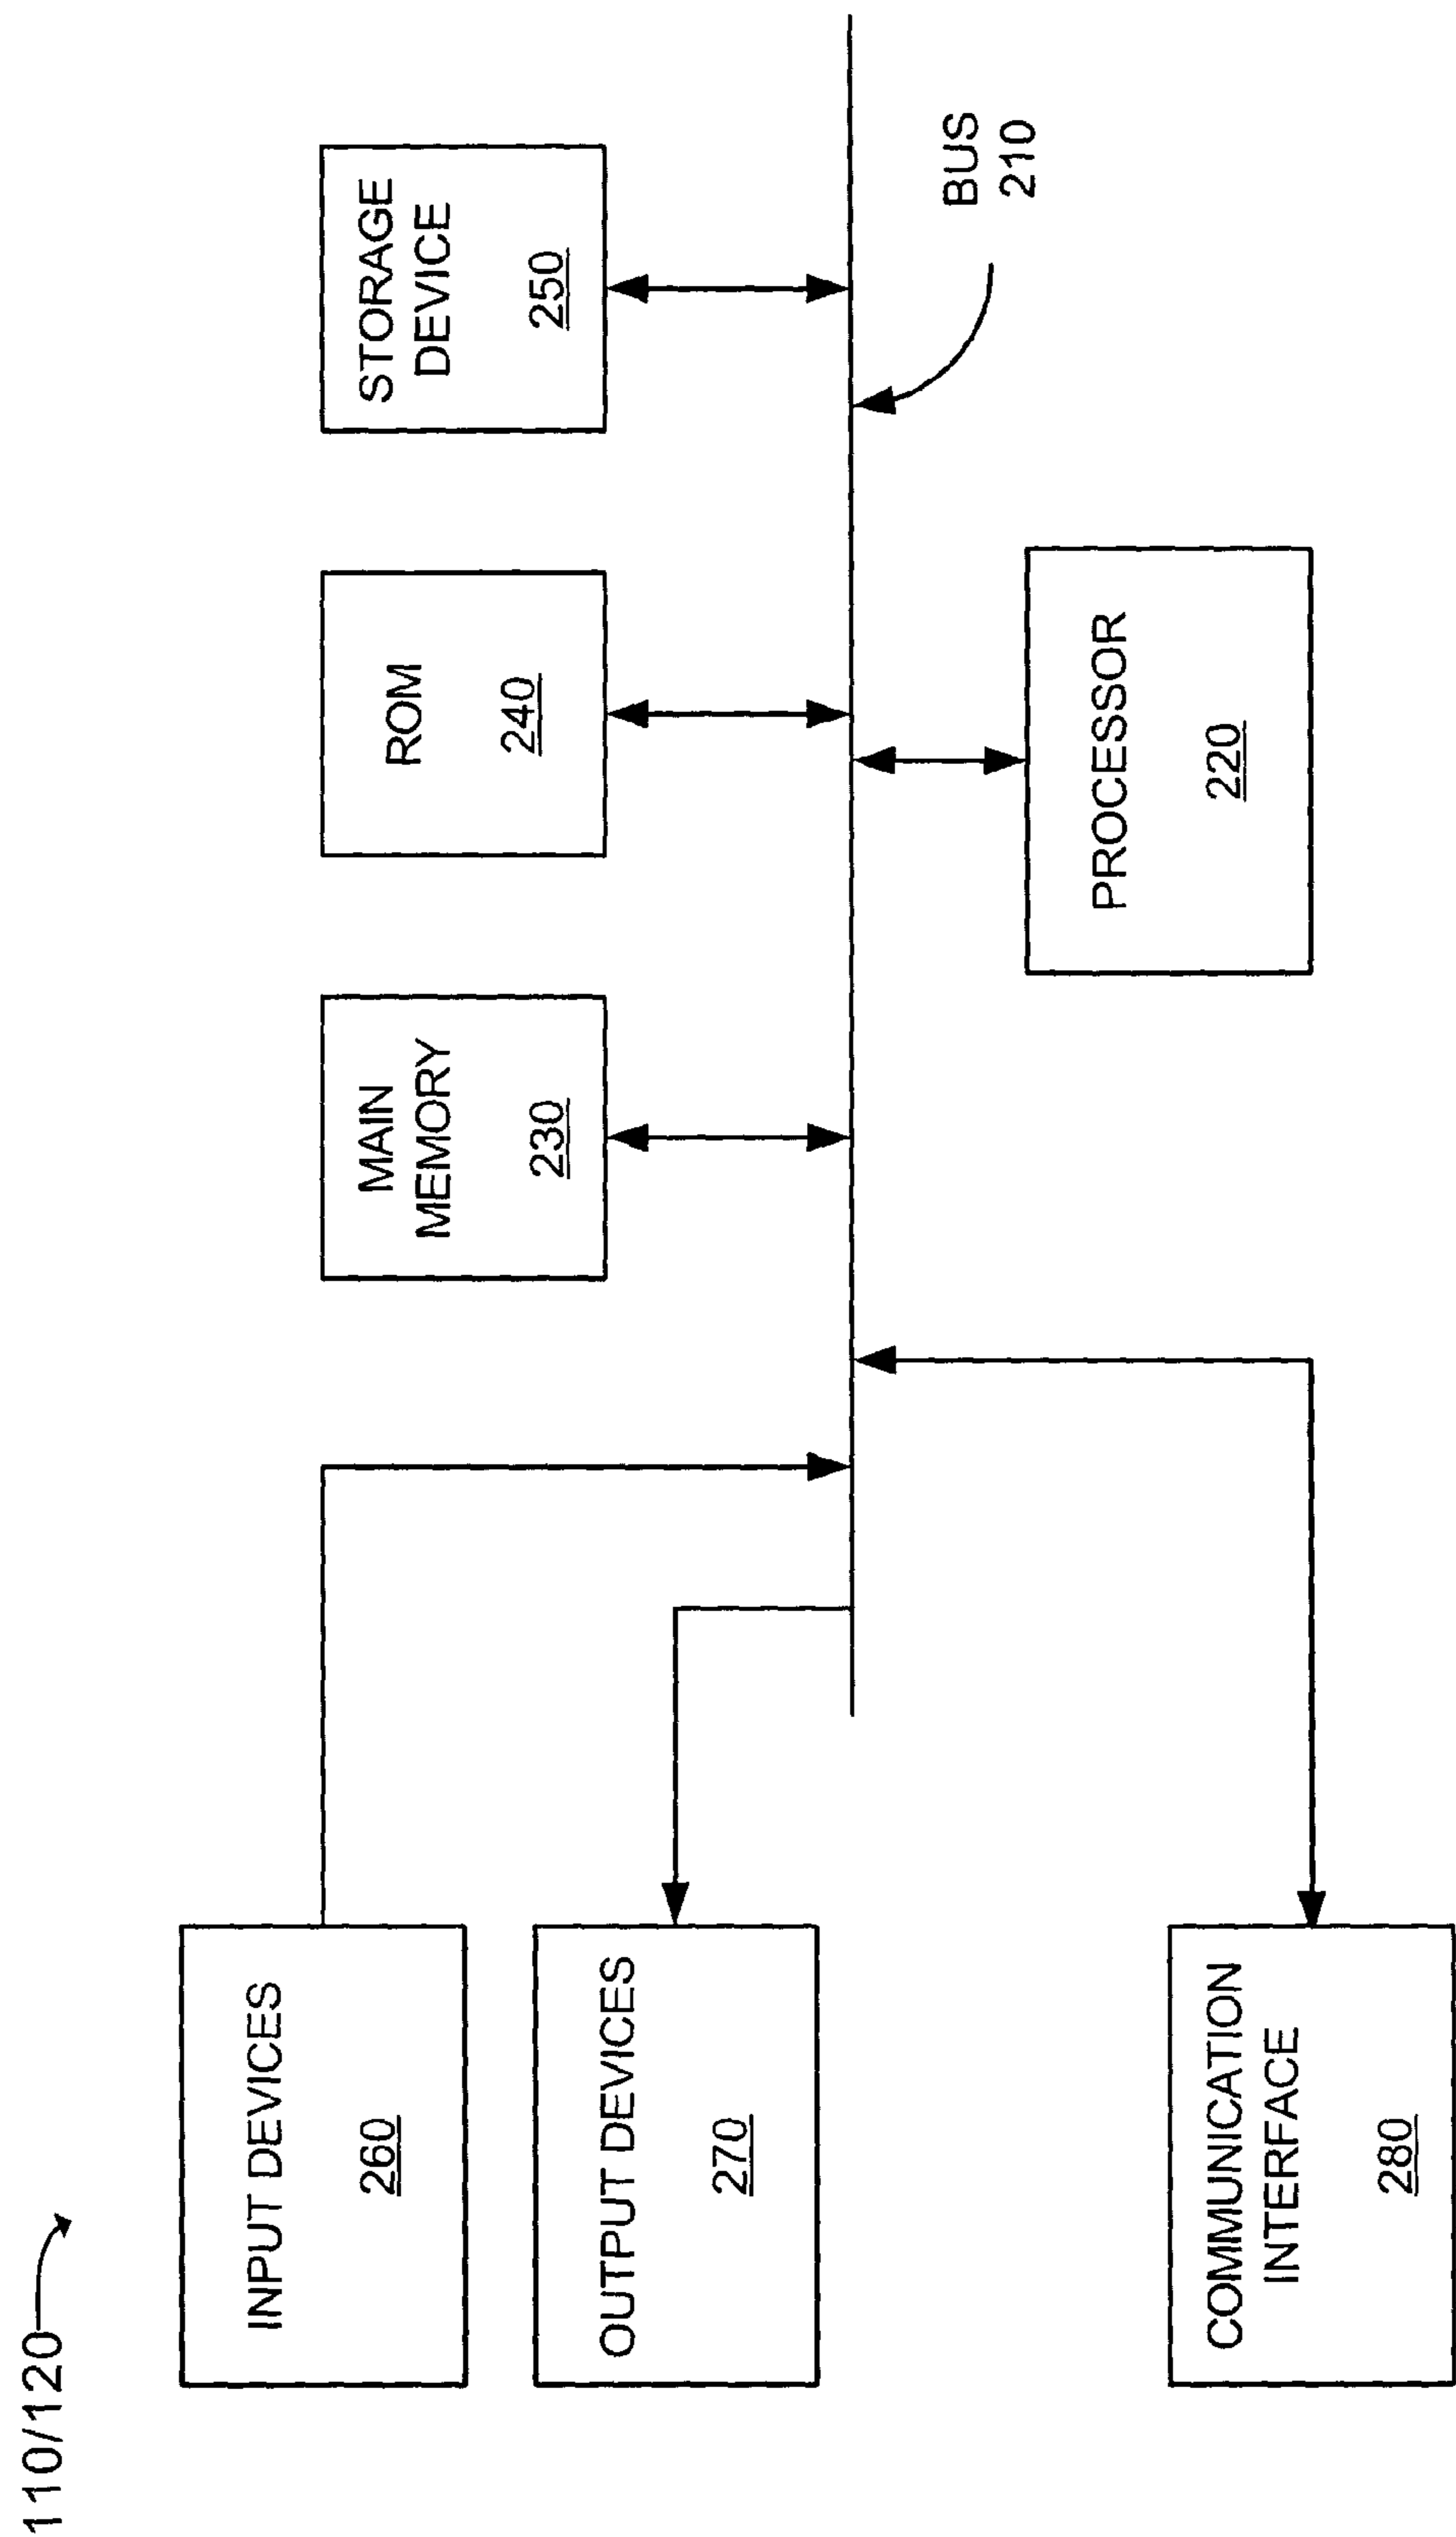 110/120
INPUT DEVICES
260
OUTPUT DEVICES
270
COMMUNICATION
INTERFACE
280
MAIN
MEMORY
230
ROM
240
STORAGE
DEVICE
250
PROCESSOR
220
BUS
210